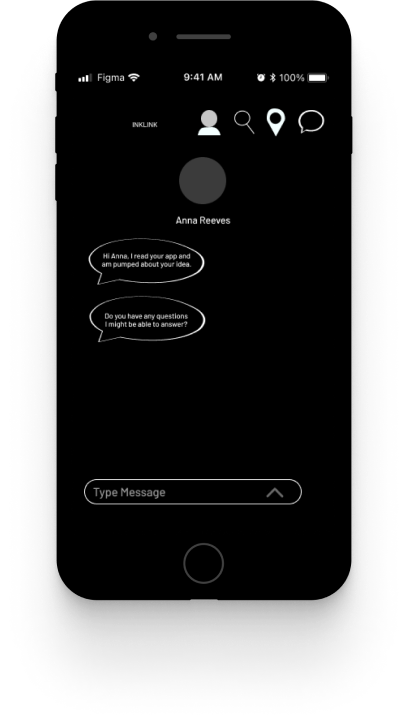 Figma 9:41 AM 100%
INKLINK
Anna Reeves
Hi Anna, I read your app and
am pumped about your idea.
Do you have any questions
I might be able to answer?
Type Message